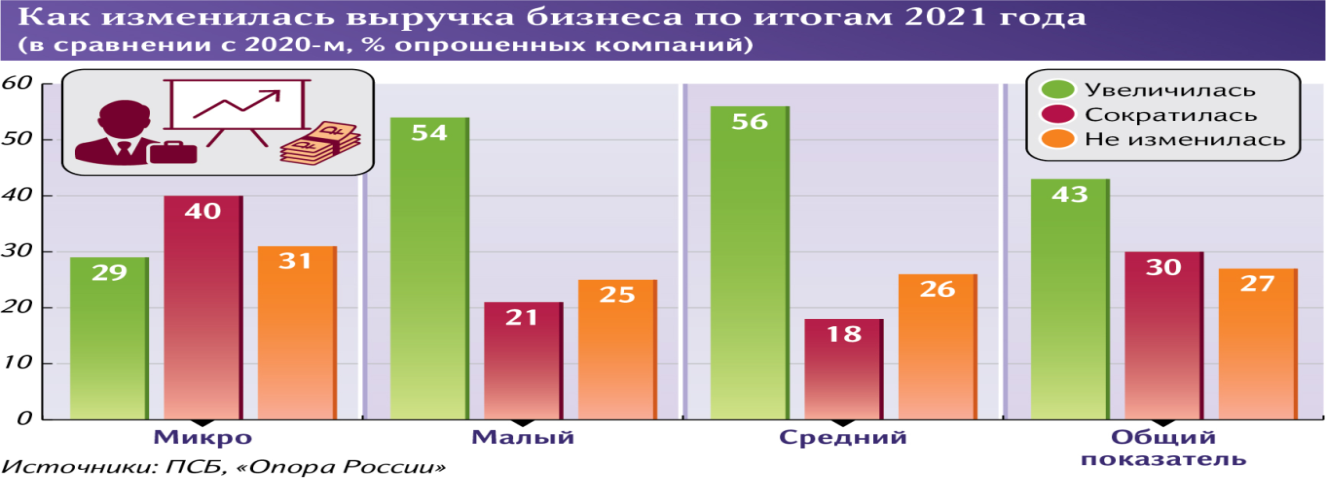 Как изменилась выручка бизнеса по итогам 2021 года
(в сравнении с 2020-м, % опрошенных компаний)
60
50
40
30
20
10
0
Увеличилась
Сократилась
Не изменилась
29
40
31
54
21
25
56
18
26
43
30
27
Микро
Малый
Средний
Общий
показатель
Источники: ПСБ, «Опора России»